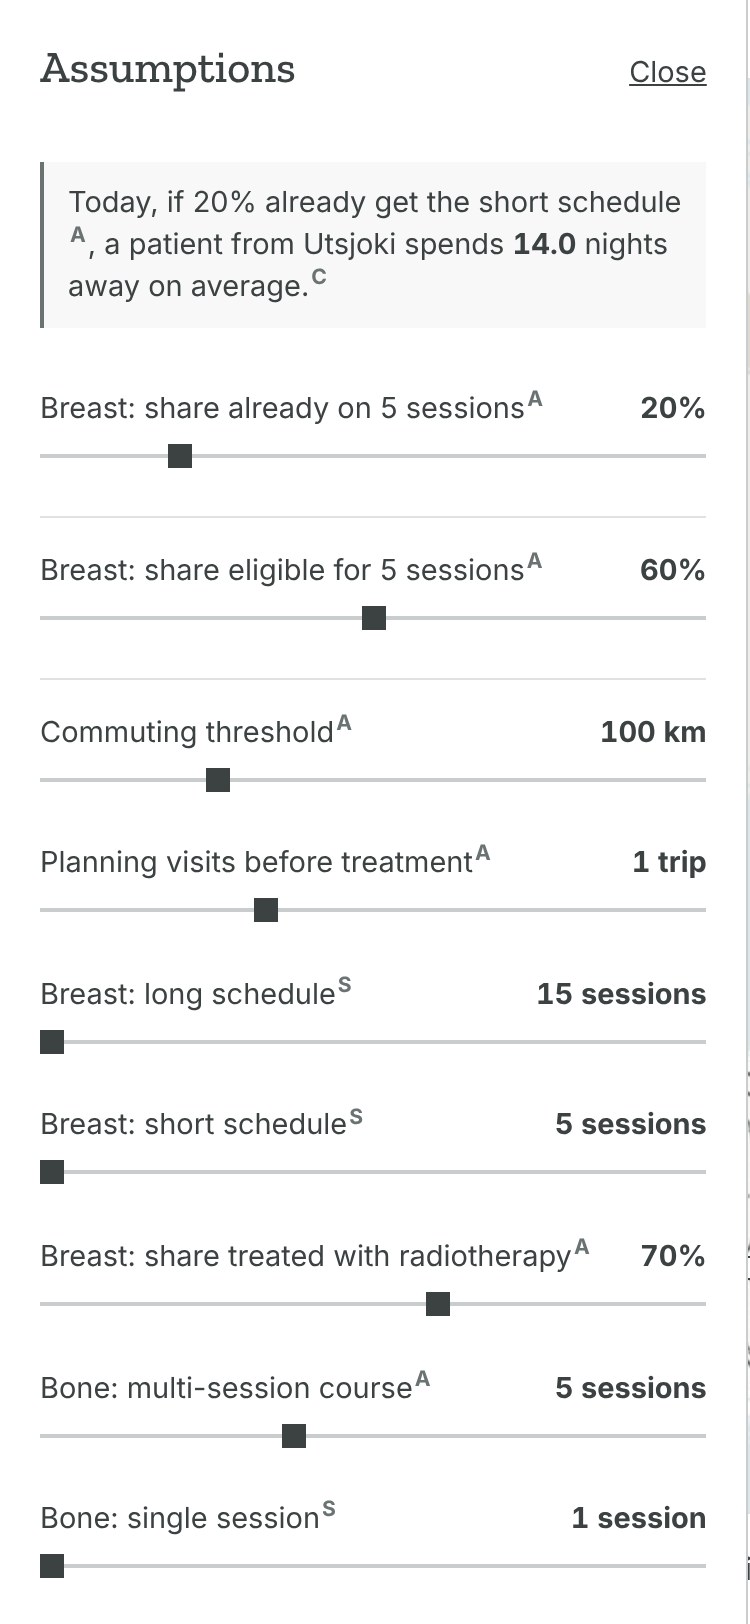 Assumptions
Close
Today, if 20% already get the short schedule
A, a patient from Utsjoki spends 14.0 nights
away on average.C
Breast: share already on 5 sessionsA
20%
Breast: share eligible for 5 sessionsA
60%
Commuting thresholdA
100 km
Planning visits before treatmentA
1 trip
Breast: long scheduleS
15 sessions
Breast: short scheduleS
5 sessions
Breast: share treated with radiotherapyA
70%
Bone: multi-session courseA
5 sessions
Bone: single sessionS
1 session